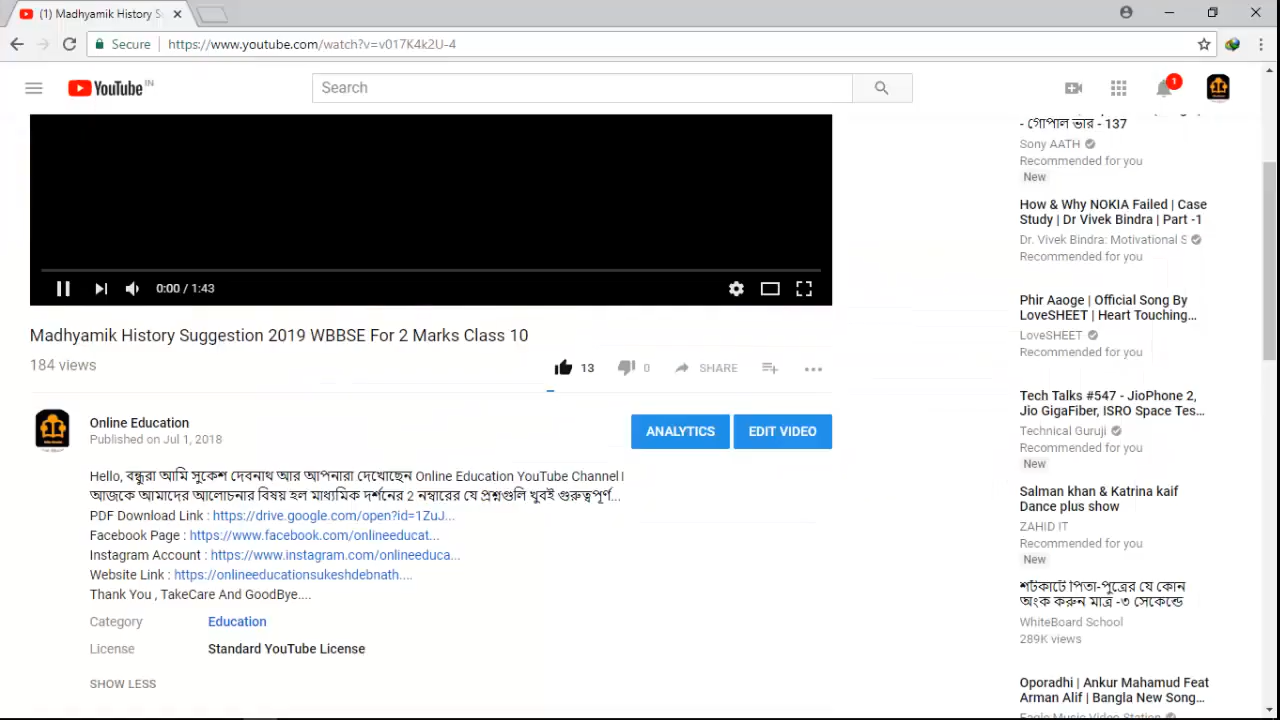 (1) Madhyamik History S
Secure
https://www.youtube.com/watch?v=v017K4k2U-4
YouTube IN
Search
1
0:00 / 1:43
Madhyamik History Suggestion 2019 WBBSE For 2 Marks Class 10
184 views
13
0
SHARE
Online Education
Published on Jul 1, 2018
ANALYTICS
EDIT VIDEO
Hello, বন্ধুরা আমি সুকেশ দেবনাথ আর আপনারা দেখোছেন Online Education YouTube Channel।
আজকে আমাদের আলোচনার বিষয় হল মাধ্যমিক দর্শনের 2 নম্বারের যে প্রশ্নগুলি খুবই গুরুত্বপূর্ণ...
PDF Download Link : https://drive.google.com/open?id=1ZuJ...
Facebook Page : https://www.facebook.com/onlineeducat...
Instagram Account : https://www.instagram.com/onlineeduca...
Website Link : https://onlineeducationsukeshdebnath....
Thank You , TakeCare And GoodBye....
Category Education
License Standard YouTube License
SHOW LESS
- গোপাল ভার - 137
Sony AATH
Recommended for you
New
How & Why NOKIA Failed | Case
Study | Dr Vivek Bindra | Part -1
Dr. Vivek Bindra: Motivational S
Recommended for you
Phir Aaoge | Official Song By
LoveSHEET | Heart Touching...
LoveSHEET
Recommended for you
Tech Talks #547 - JioPhone 2,
Jio GigaFiber, ISRO Space Tes...
Technical Guruji
Recommended for you
New
Salman khan & Katrina kaif
Dance plus show
ZAHID IT
Recommended for you
New
শর্টকাটে পিতা-পুত্রের যে কোন
অংক করুন মাত্র -৩ সেকেন্ডে
WhiteBoard School
289K views
Oporadhi | Ankur Mahamud Feat
Arman Alif | Bangla New Song...
Eagle Music Video Station